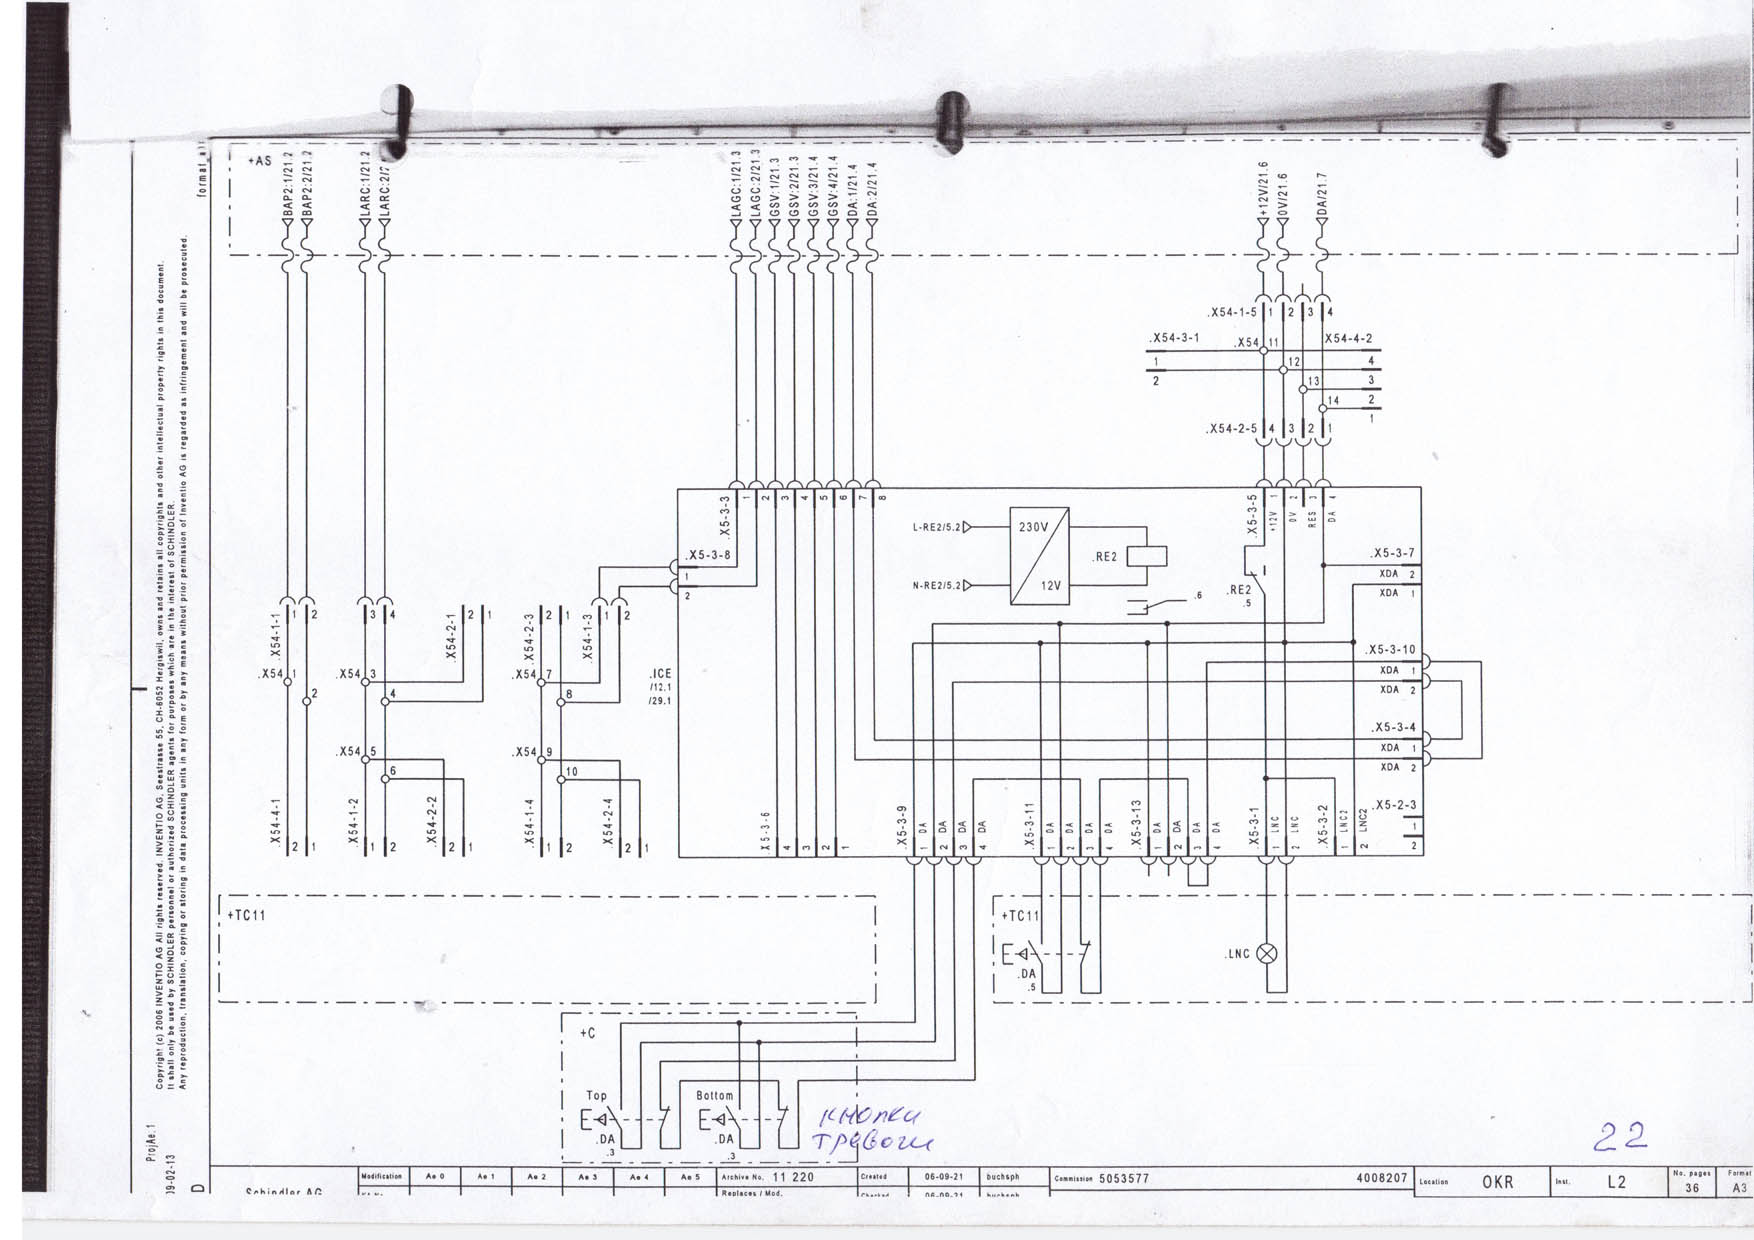 format_a
Copyright (c) 2006 INVENTIO AG All rights reserved. INVENTIO AG, Seestrasse 55, CH-6052 Hergiswil, owns and retains all copyrights and other intellectual property rights in this document.
It shall only be used by SCHINDLER personnel or authorized SCHINDLER agents for purposes which are in the interest of SCHINDLER.
Any reproduction, translation, copying or storing in data processing units in any form or by any means without prior permission of Inventio AG is regarded as infringement and will be prosecuted.
ProjAe.1
09-02-13
D
+AS
BAP2:1/21.2
BAP2:2/21.2
LARC:1/21.2
LARC:2/2
LAGC:1/21.3
LAGC:2/21.3
GSV:1/21.3
GSV:2/21.3
GSV:3/21.4
GSV:4/21.4
DA:1/21.4
DA:2/21.4
+12V/21.6
0V/21.6
DA/21.7
.X54-1-5 1 2 3 4
.X54-3-1 .X54 11 X54-4-2
1 12 4
2 13 3
14 2
1
.X54-2-5 4 3 2 1
.X5-3-3 1 2 3 4 5 6 7 8
.X5-3-5 +12V 1 0V 2 RES 3 DA 4
L-RE2/5.2 230V
.RE2
N-RE2/5.2 12V
.RE2
.5
.6
.X5-3-8
1
2
.X5-3-7
XDA 2
XDA 1
.X54-1-1 1 2 3 4 .X54-2-1 2 1 .X54-2-3 2 1 .X54-1-3 1 2
.X54 1 2 .X54 3 4 .X54 7 8
.ICE
/12.1
/29.1
.X5-3-10
XDA 1
XDA 2
.X5-3-4
XDA 1
XDA 2
.X54 5 6 .X54 9 10
.X54-4-1 2 1 .X54-1-2 1 2 .X54-2-2 2 1 .X54-1-4 1 2 .X54-2-4 2 1
X5-3-6 4 3 2 1
.X5-3-9 1 DA 2 DA 3 DA 4 DA
.X5-3-11 1 DA 2 DA 3 DA 4 DA
.X5-3-13 1 DA 2 DA 3 DA 4 DA
.X5-3-1 1 LNC 2 LNC
.X5-3-2 1 LNC2 2 LNC2
.X5-2-3
1
2
+TC11
+TC11
.DA
.5
.LNC
+C
Top
.DA
.3
Bottom
.DA
.3
кнопки
тревоги
22
Schindler AG
Modification Ae 0 Ae 1 Ae 2 Ae 3 Ae 4 Ae 5
Archive No. 11 220
Replaces / Mod.
Created 06-09-21 buchsph
Checked 06-09-21 buchsph
Commission 5053577 4008207
Location OKR
Inst. L2
No. pages 36
Format A3